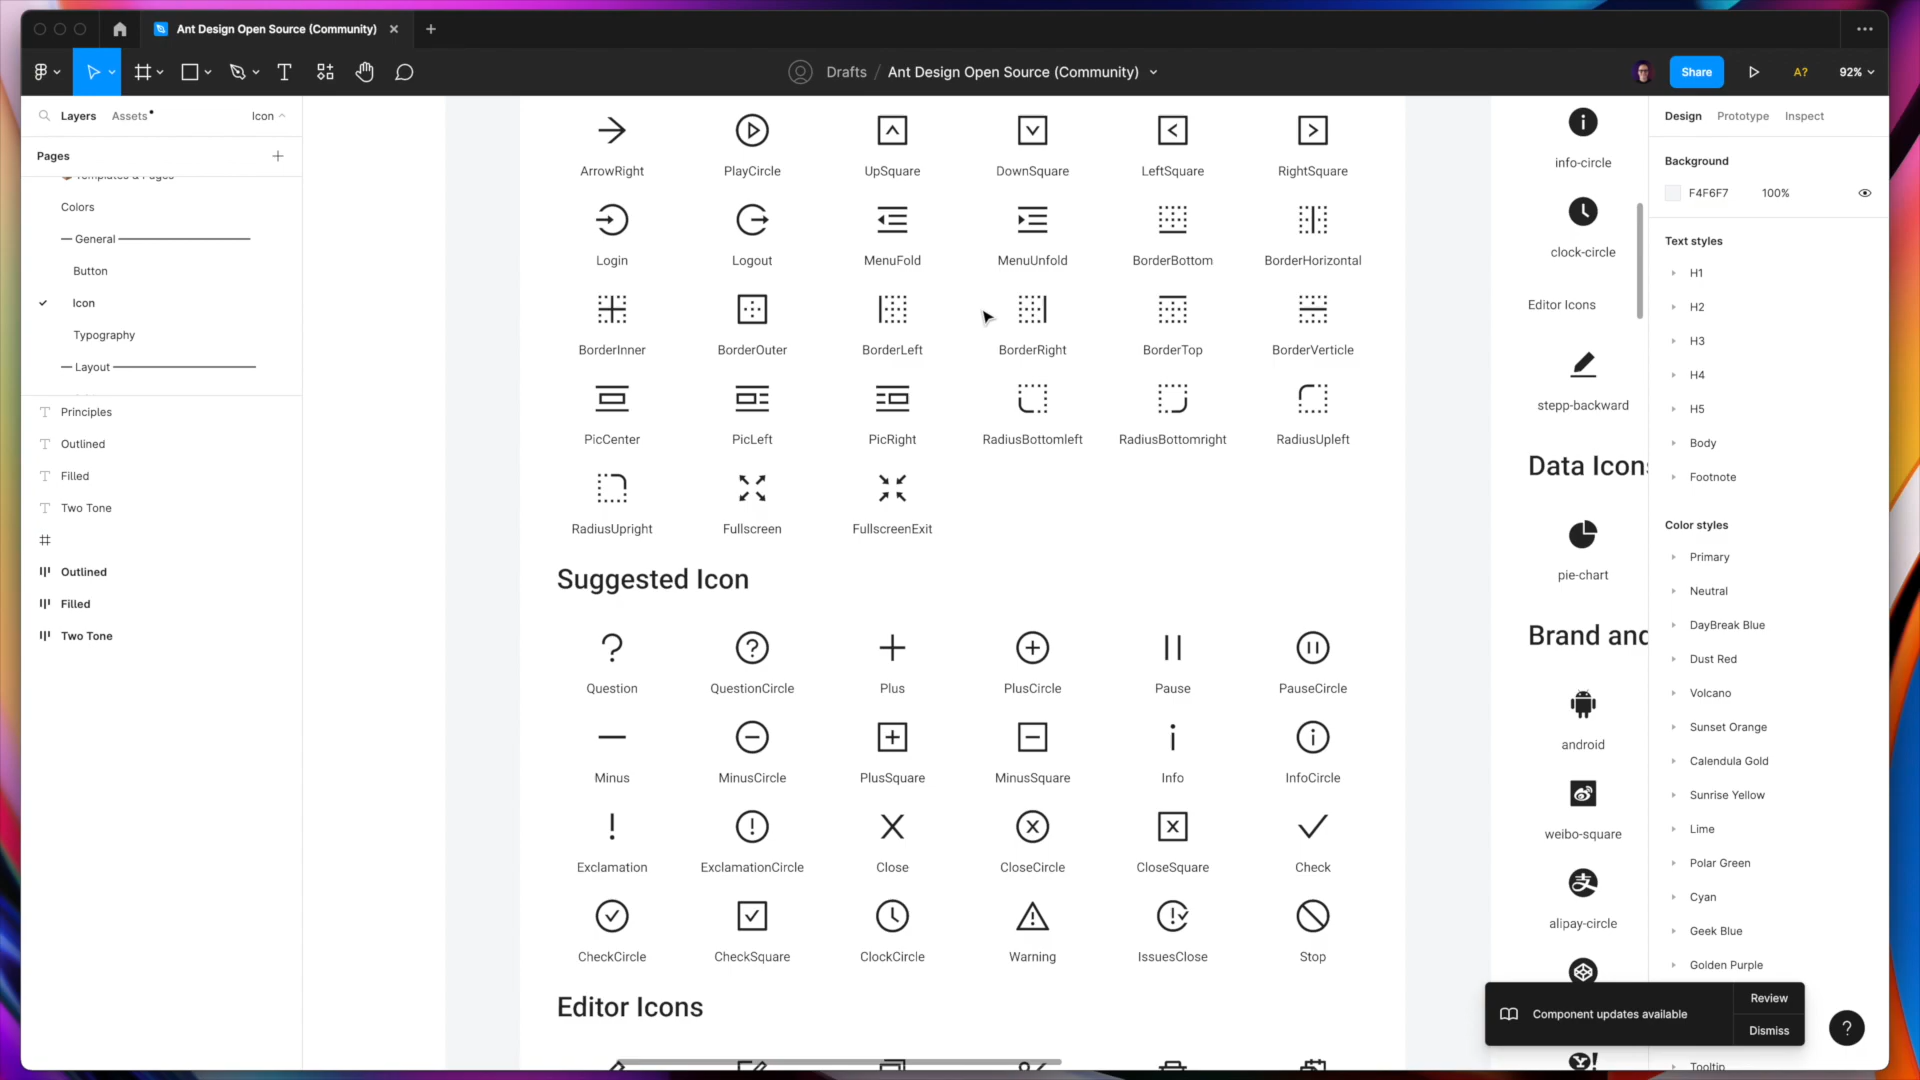 Ant Design Open Source (Community)
Drafts / Ant Design Open Source (Community)
Share
A?
92%
Layers
Assets
Icon
Pages
Templates & Pages
Colors
General
Button
Icon
Typography
Layout
Principles
Outlined
Filled
Two Tone
Outlined
Filled
Two Tone
ArrowRight
PlayCircle
UpSquare
DownSquare
LeftSquare
RightSquare
Login
Logout
MenuFold
MenuUnfold
BorderBottom
BorderHorizontal
BorderInner
BorderOuter
BorderLeft
BorderRight
BorderTop
BorderVerticle
PicCenter
PicLeft
PicRight
RadiusBottomleft
RadiusBottomright
RadiusUpleft
RadiusUpright
Fullscreen
FullscreenExit
Suggested Icon
Question
QuestionCircle
Plus
PlusCircle
Pause
PauseCircle
Minus
MinusCircle
PlusSquare
MinusSquare
Info
InfoCircle
Exclamation
ExclamationCircle
Close
CloseCircle
CloseSquare
Check
CheckCircle
CheckSquare
ClockCircle
Warning
IssuesClose
Stop
Editor Icons
info-circle
clock-circle
Editor Icons
stepp-backward
Data Icons
pie-chart
Brand and
android
weibo-square
alipay-circle
Design
Prototype
Inspect
Background
F4F6F7
100%
Text styles
H1
H2
H3
H4
H5
Body
Footnote
Color styles
Primary
Neutral
DayBreak Blue
Dust Red
Volcano
Sunset Orange
Calendula Gold
Sunrise Yellow
Lime
Polar Green
Cyan
Geek Blue
Golden Purple
Tooltip
Component updates available
Review
Dismiss
?